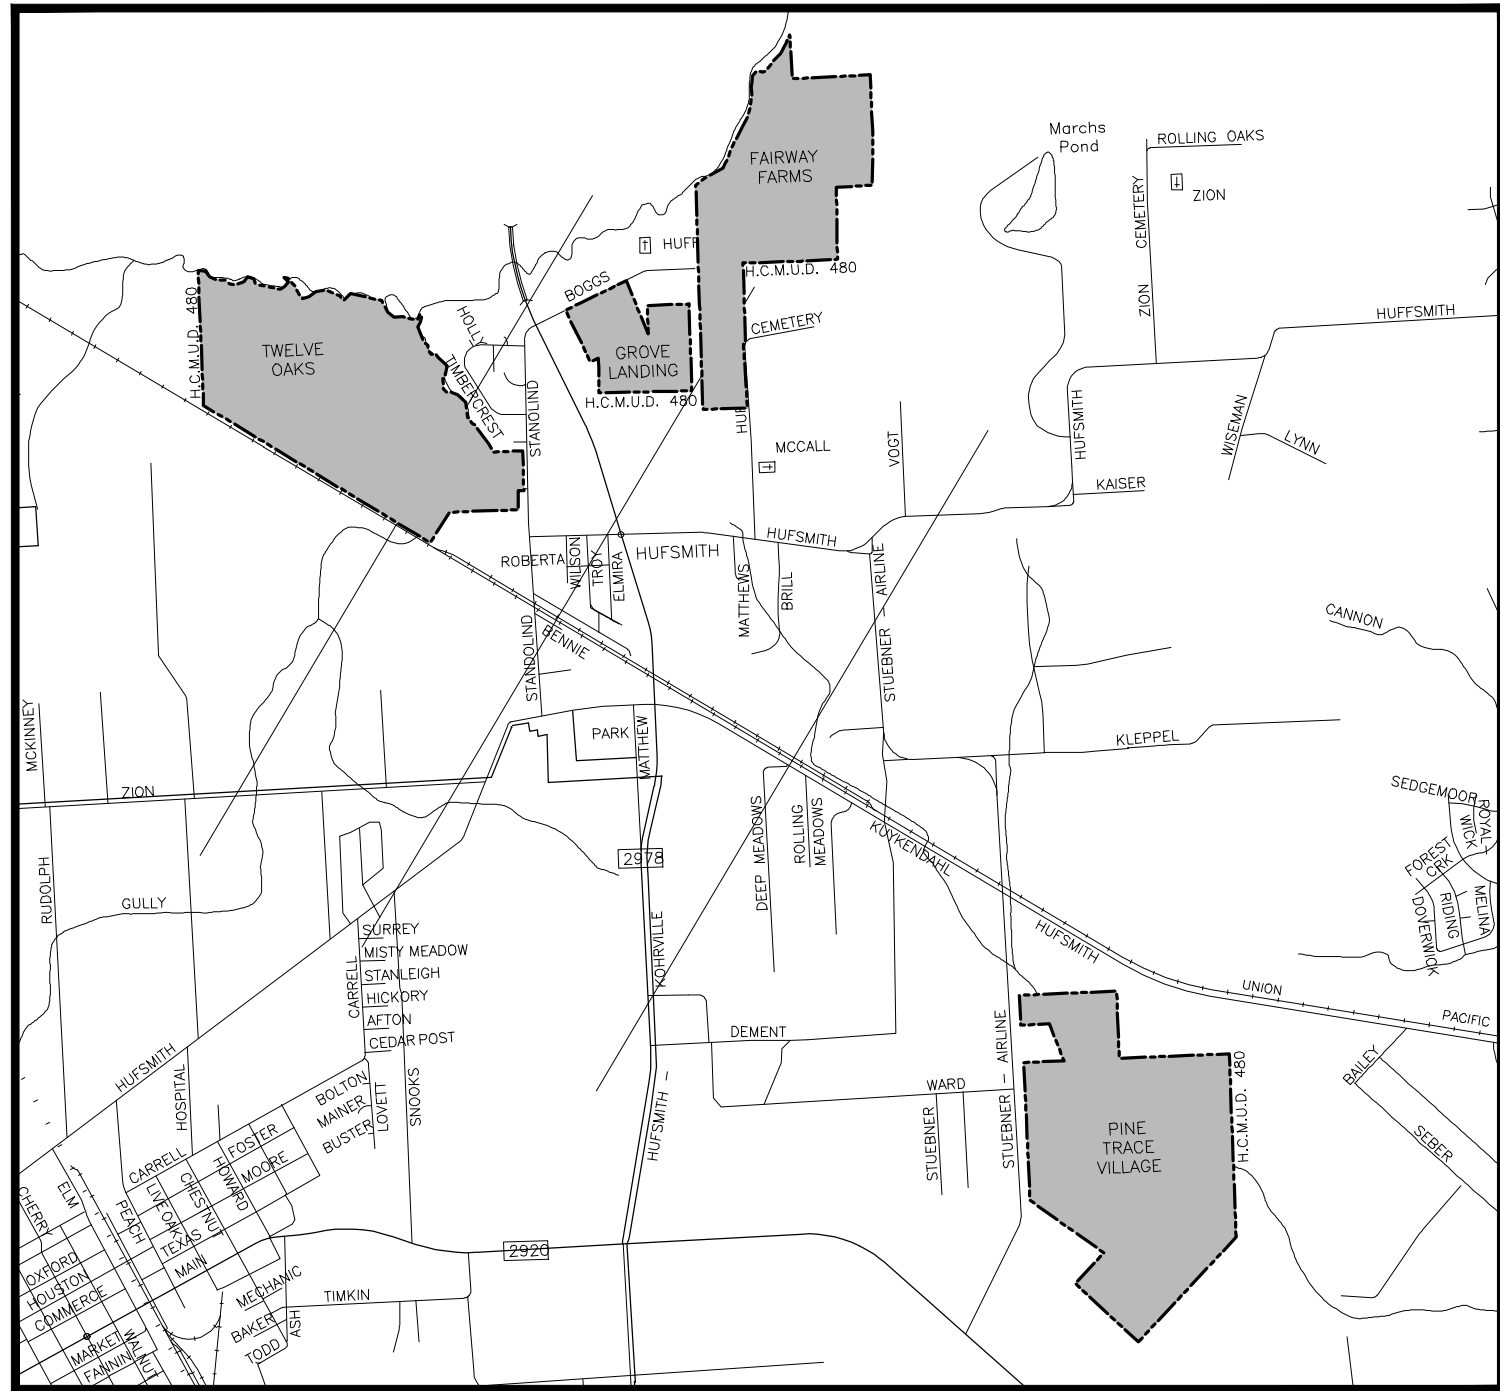 Marchs
Pond
ROLLING OAKS
ZION
CEMETERY
ZION
FAIRWAY
FARMS
HUFF
H.C.M.U.D. 480
BOGGS
CEMETERY
HUFFSMITH
H.C.M.U.D. 480
TWELVE
OAKS
HOLLY
TIMBERCREST
STANOLIND
GROVE
LANDING
H.C.M.U.D. 480
HUF
MCCALL
VOGT
HUFSMITH
WISEMAN
LYNN
KAISER
HUFSMITH
HUFSMITH
ROBERTA
WILSON
TROY
ELMIRA
MATTHEWS
BRILL
STUEBNER - AIRLINE
BENNIE
STANDOLIND
CANNON
MCKINNEY
PARK
MATTHEW
KLEPPEL
ZION
SEDGEMOOR
ROYAL
WICK
FOREST
CRK
RIDING
MELINA
DOVERWICK
DEEP MEADOWS
ROLLING
MEADOWS
KUYKENDAHL
2978
RUDOLPH
GULLY
SURREY
MISTY MEADOW
STANLEIGH
HICKORY
AFTON
CEDAR POST
CARRELL
HUFSMITH - KOHRVILLE
HUFSMITH
UNION
PACIFIC
DEMENT
STUEBNER - AIRLINE
WARD
STUEBNER
HUFSMITH
HOSPITAL
BOLTON
MAINER
BUSTER
LOVETT
SNOOKS
PINE
TRACE
VILLAGE
H.C.M.U.D. 480
BAILEY
SEBER
CARRELL
FOSTER
MOORE
HOWARD
CHESTNUT
LIVE OAK
PEACH
ELM
CHERRY
TEXAS
MAIN
OXFORD
HOUSTON
COMMERCE
MARKET
FANNIN
WALNUT
2920
MECHANIC
TIMKIN
BAKER
TODD
ASH